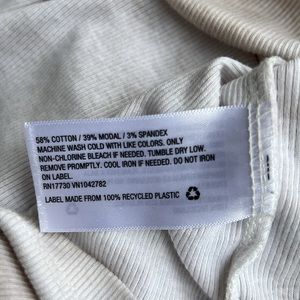 58% COTTON / 39% MODAL / 3% SPANDEX
MACHINE WASH COLD WITH LIKE COLORS. ONLY
NON-CHLORINE BLEACH IF NEEDED. TUMBLE DRY LOW.
REMOVE PROMPTLY. COOL IRON IF NEEDED. DO NOT IRON
ON LABEL.
RN17730 VN1042782
LABEL MADE FROM 100% RECYCLED PLASTIC